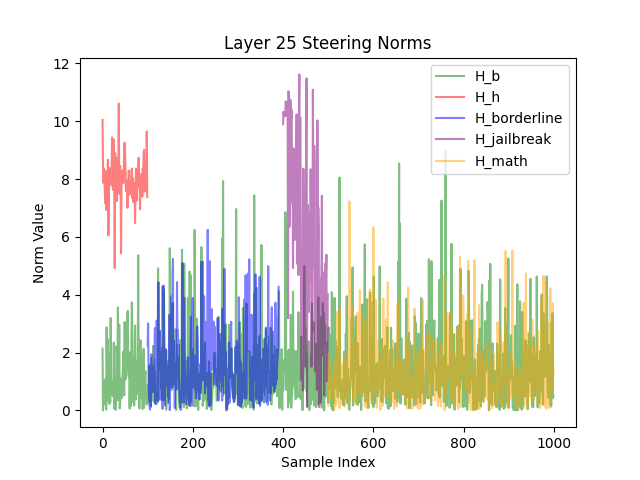 Layer 25 Steering Norms
H_b
H_h
H_borderline
H_jailbreak
H_math
Norm Value
12
10
8
6
4
2
0
0 200 400 600 800 1000
Sample Index